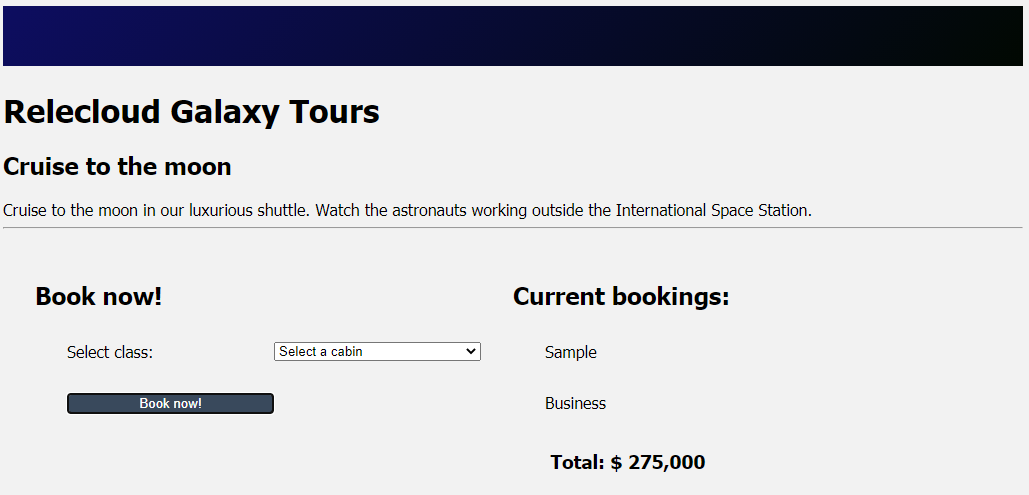 Relecloud Galaxy Tours
Cruise to the moon
Cruise to the moon in our luxurious shuttle. Watch the astronauts working outside the International Space Station.
Book now!
Select class:
Select a cabin
Book now!
Current bookings:
Sample
Business
Total: $ 275,000